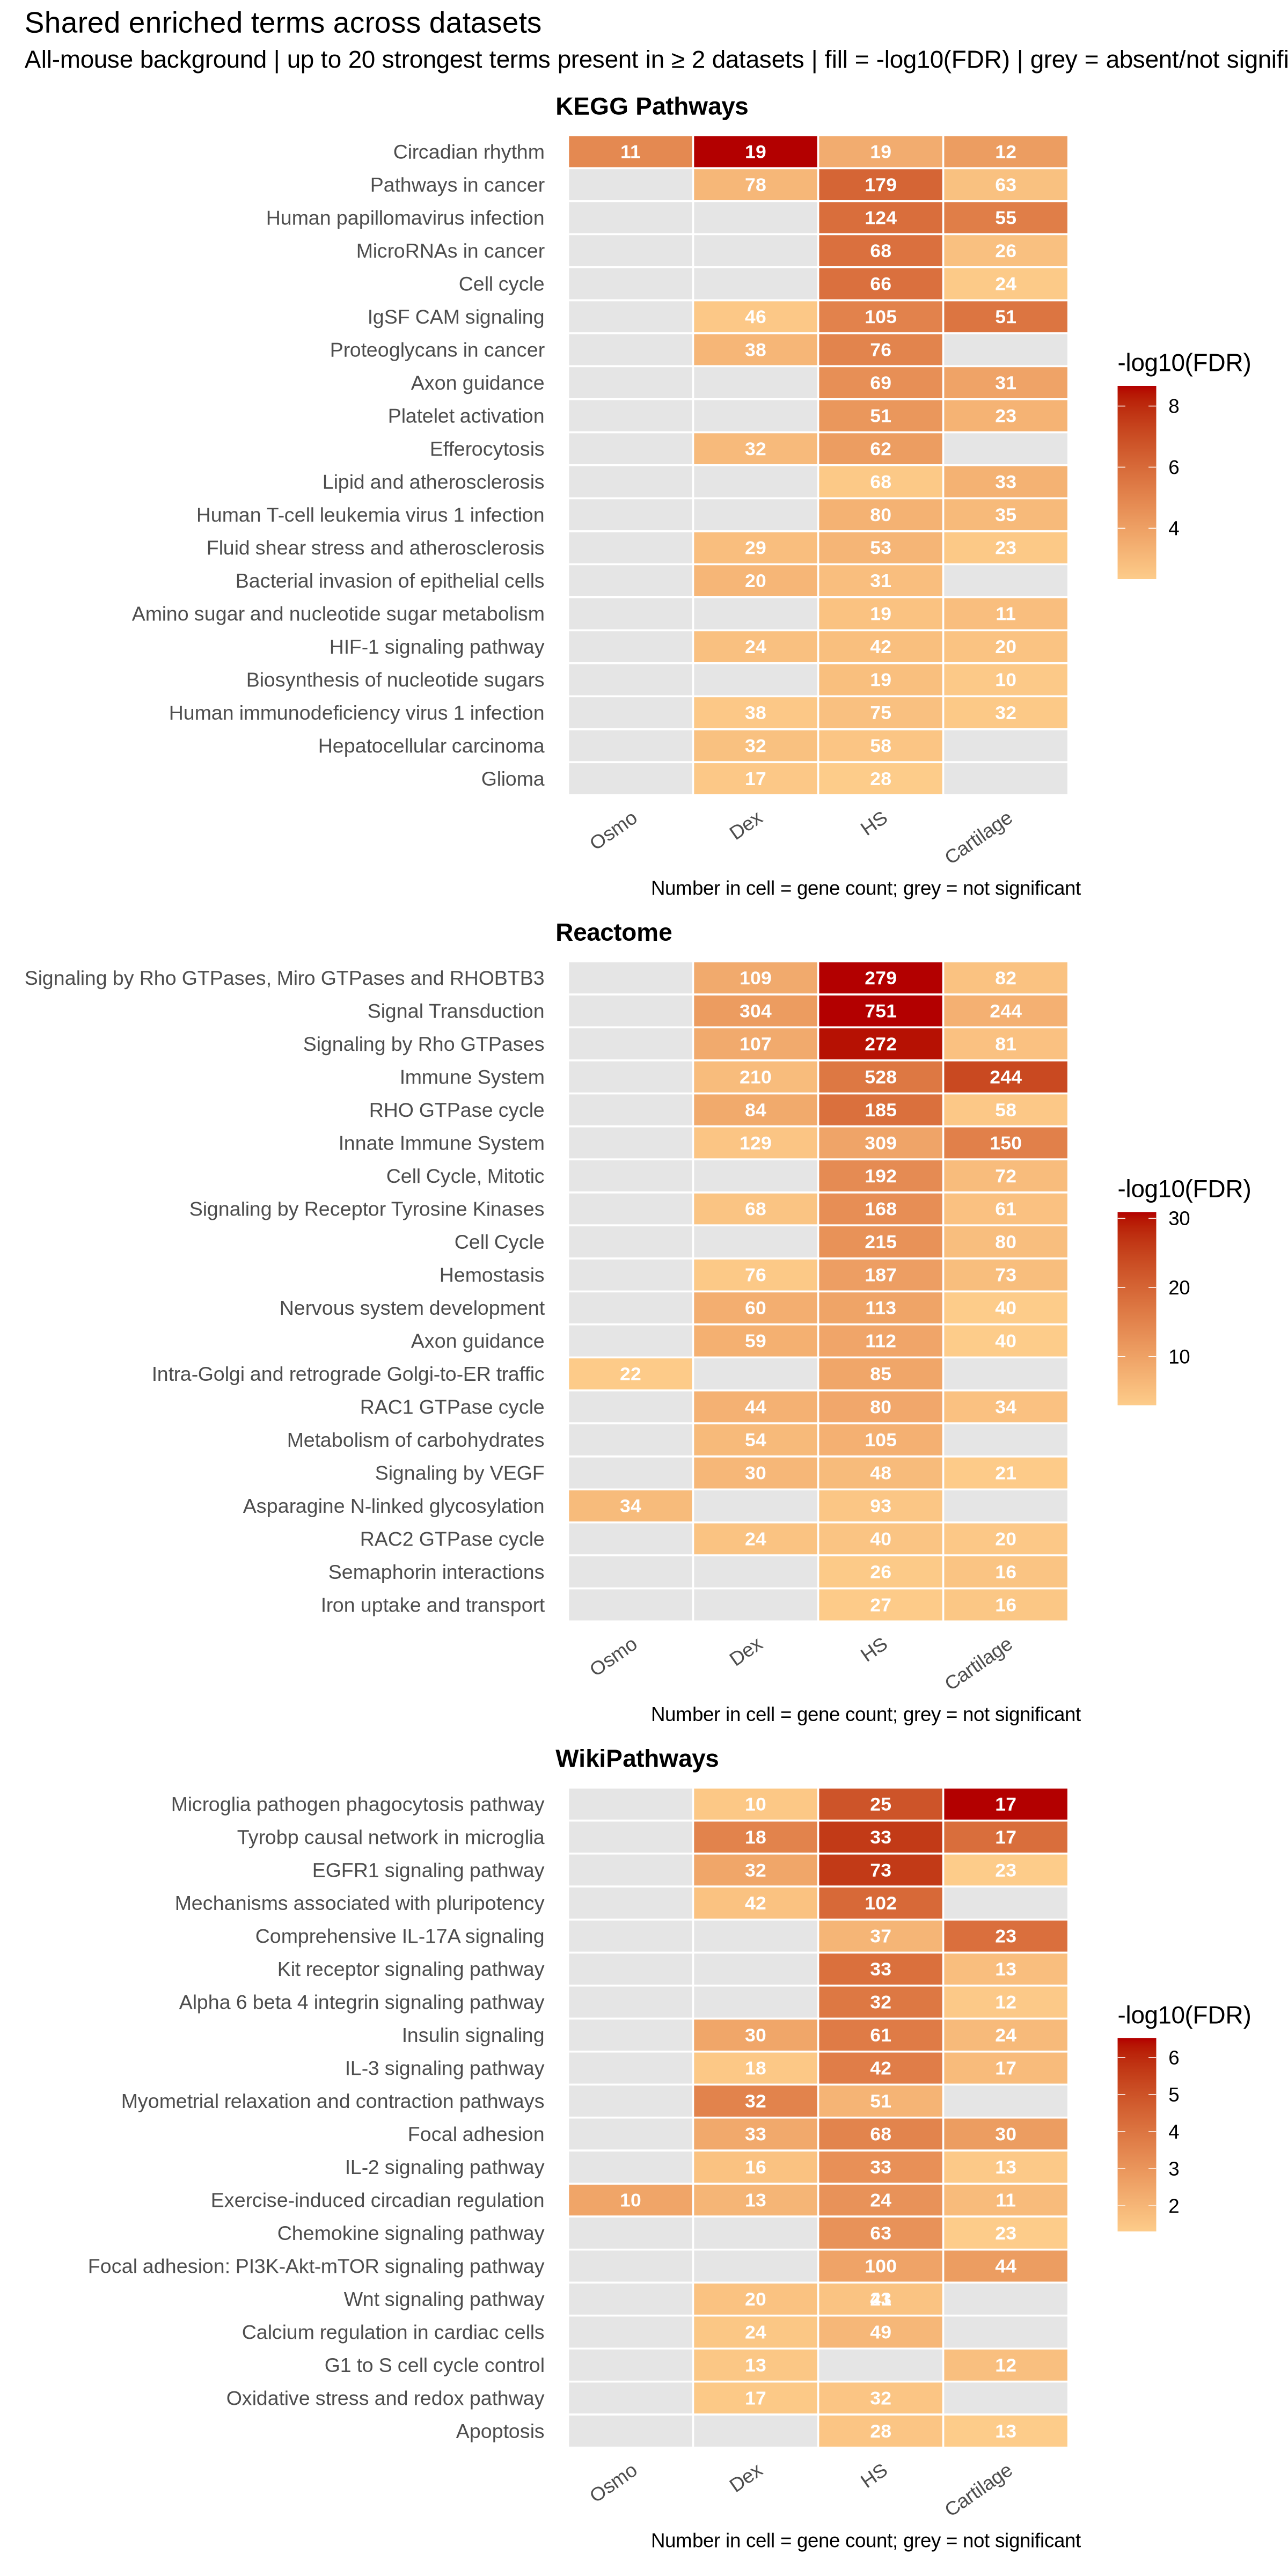 Shared enriched terms across datasets
All-mouse background | up to 20 strongest terms present in ≥ 2 datasets | fill = -log10(FDR) | grey = absent/not signifi
KEGG Pathways
Circadian rhythm 11 19 19 12
Pathways in cancer 78 179 63
Human papillomavirus infection 124 55
MicroRNAs in cancer 68 26
Cell cycle 66 24
IgSF CAM signaling 46 105 51
Proteoglycans in cancer 38 76
Axon guidance 69 31
Platelet activation 51 23
Efferocytosis 32 62
Lipid and atherosclerosis 68 33
Human T-cell leukemia virus 1 infection 80 35
Fluid shear stress and atherosclerosis 29 53 23
Bacterial invasion of epithelial cells 20 31
Amino sugar and nucleotide sugar metabolism 19 11
HIF-1 signaling pathway 24 42 20
Biosynthesis of nucleotide sugars 19 10
Human immunodeficiency virus 1 infection 38 75 32
Hepatocellular carcinoma 32 58
Glioma 17 28
Osmo Dex HS Cartilage
Number in cell = gene count; grey = not significant
-log10(FDR)
8
6
4
Reactome
Signaling by Rho GTPases, Miro GTPases and RHOBTB3 109 279 82
Signal Transduction 304 751 244
Signaling by Rho GTPases 107 272 81
Immune System 210 528 244
RHO GTPase cycle 84 185 58
Innate Immune System 129 309 150
Cell Cycle, Mitotic 192 72
Signaling by Receptor Tyrosine Kinases 68 168 61
Cell Cycle 215 80
Hemostasis 76 187 73
Nervous system development 60 113 40
Axon guidance 59 112 40
Intra-Golgi and retrograde Golgi-to-ER traffic 22 85
RAC1 GTPase cycle 44 80 34
Metabolism of carbohydrates 54 105
Signaling by VEGF 30 48 21
Asparagine N-linked glycosylation 34 93
RAC2 GTPase cycle 24 40 20
Semaphorin interactions 26 16
Iron uptake and transport 27 16
Osmo Dex HS Cartilage
Number in cell = gene count; grey = not significant
-log10(FDR)
30
20
10
WikiPathways
Microglia pathogen phagocytosis pathway 10 25 17
Tyrobp causal network in microglia 18 33 17
EGFR1 signaling pathway 32 73 23
Mechanisms associated with pluripotency 42 102
Comprehensive IL-17A signaling 37 23
Kit receptor signaling pathway 33 13
Alpha 6 beta 4 integrin signaling pathway 32 12
Insulin signaling 30 61 24
IL-3 signaling pathway 18 42 17
Myometrial relaxation and contraction pathways 32 51
Focal adhesion 33 68 30
IL-2 signaling pathway 16 33 13
Exercise-induced circadian regulation 10 13 24 11
Chemokine signaling pathway 63 23
Focal adhesion: PI3K-Akt-mTOR signaling pathway 100 44
Wnt signaling pathway 20
Calcium regulation in cardiac cells 24 49
G1 to S cell cycle control 13 12
Oxidative stress and redox pathway 17 32
Apoptosis 28 13
Osmo Dex HS Cartilage
Number in cell = gene count; grey = not significant
-log10(FDR)
6
5
4
3
2